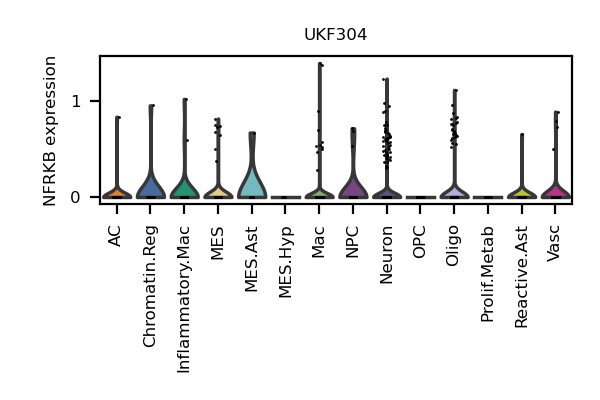 UKF304
NFRKB expression
1
0
AC
Chromatin.Reg
Inflammatory.Mac
MES
MES.Ast
MES.Hyp
Mac
NPC
Neuron
OPC
Oligo
Prolif.Metab
Reactive.Ast
Vasc